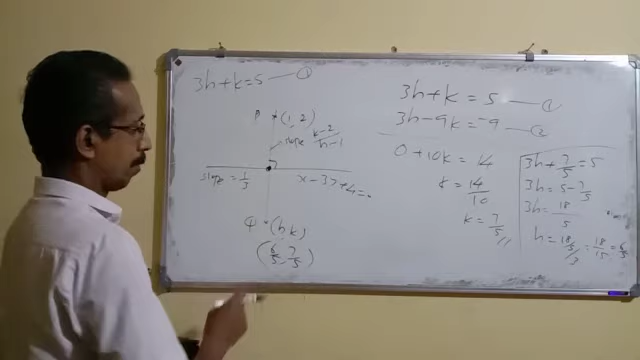 3h+k=5 —①
P (1, 2)
slope k-2/h-1
slope = 1/3
x-3y+4=0
Q (h k)
(6/5, 7/5)
3h+k = 5 —①
3h-9k = -9 —②
0+10k = 14
k = 14/10
k = 7/5 //
3h + 7/5 = 5
3h = 5 - 7/5
3h = 18/5
h = 18/5/3 = 18/15 = 6/5